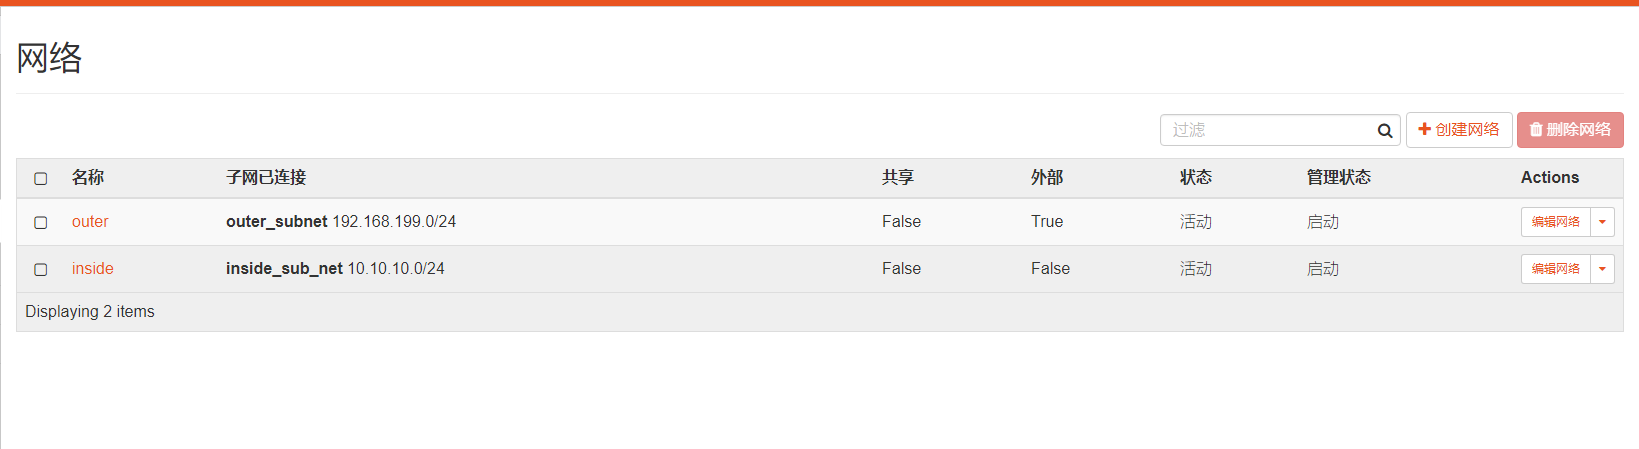 网络
过滤 创建网络 删除网络
名称 子网已连接 共享 外部 状态 管理状态 Actions
outer outer_subnet 192.168.199.0/24 False True 活动 启动 编辑网络
inside inside_sub_net 10.10.10.0/24 False False 活动 启动 编辑网络
Displaying 2 items